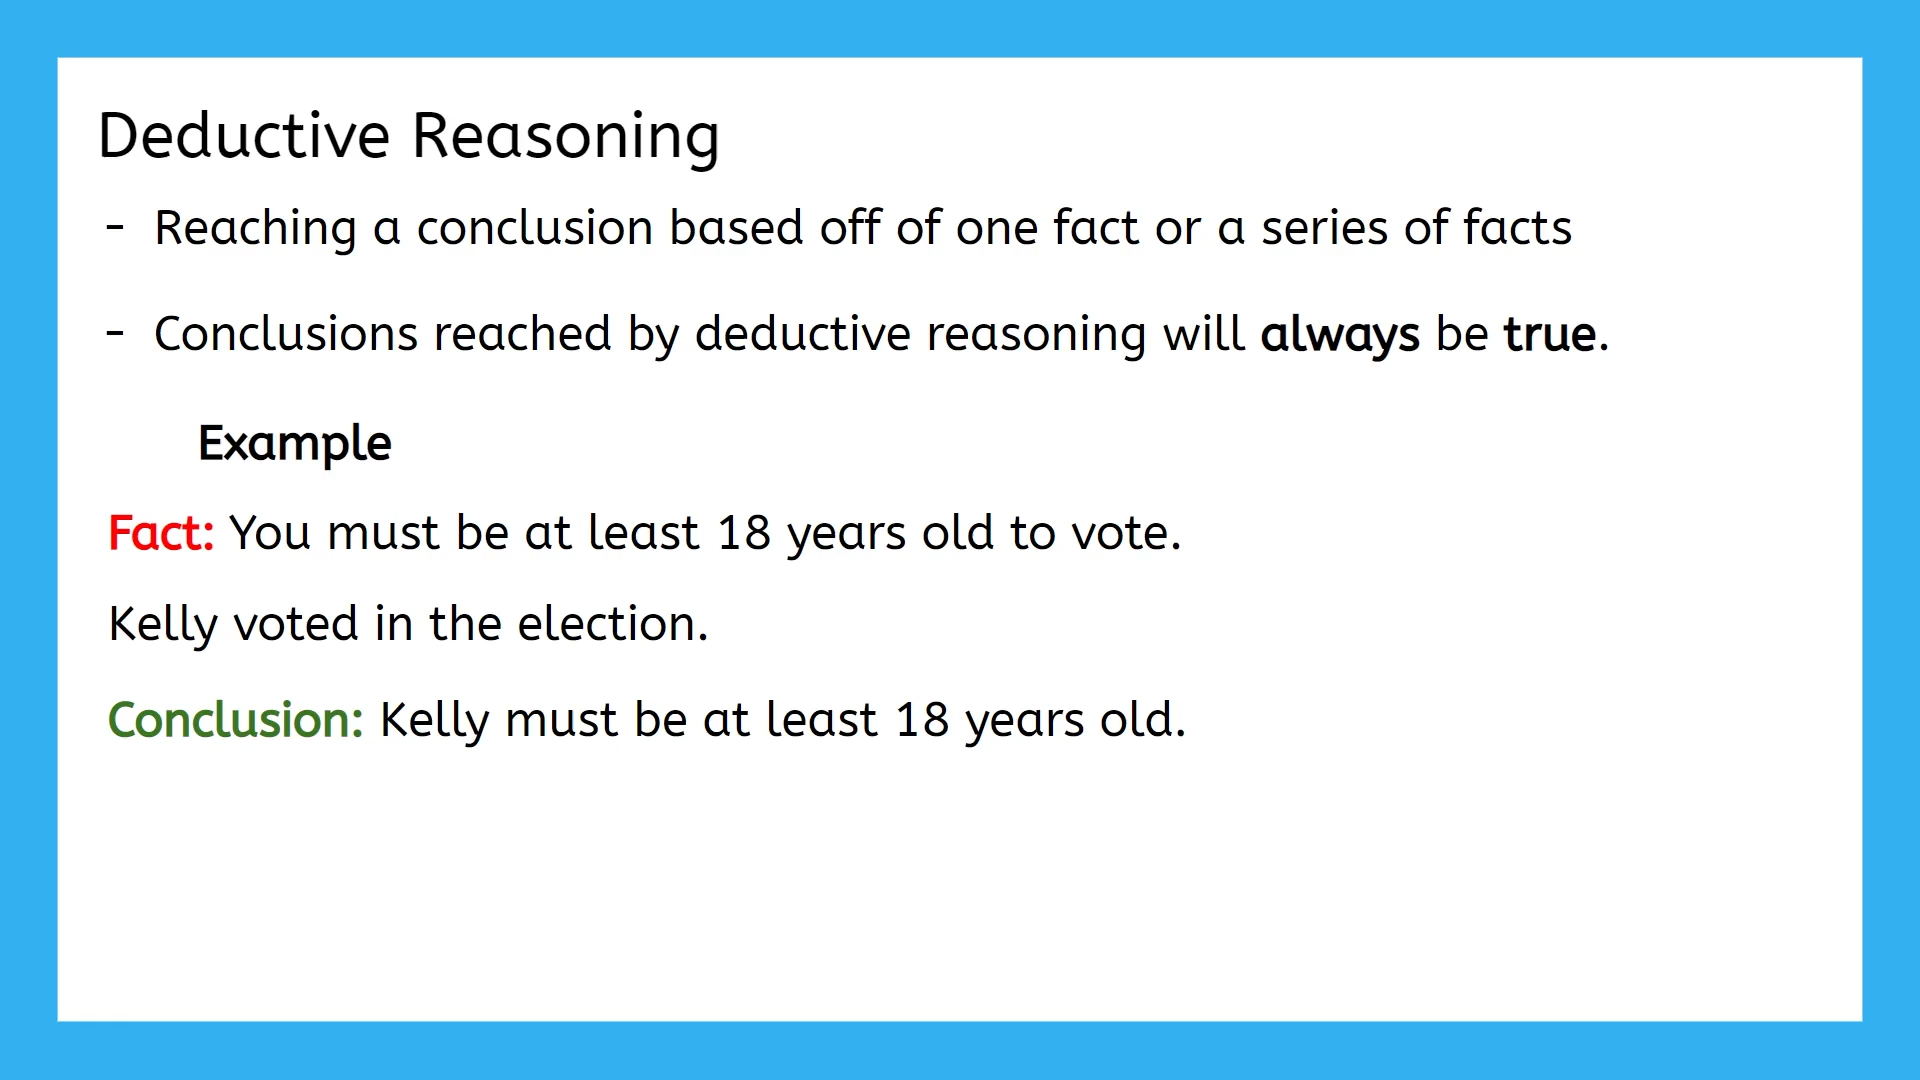 Deductive Reasoning
- Reaching a conclusion based off of one fact or a series of facts
- Conclusions reached by deductive reasoning will always be true.
Example
Fact: You must be at least 18 years old to vote.
Kelly voted in the election.
Conclusion: Kelly must be at least 18 years old.